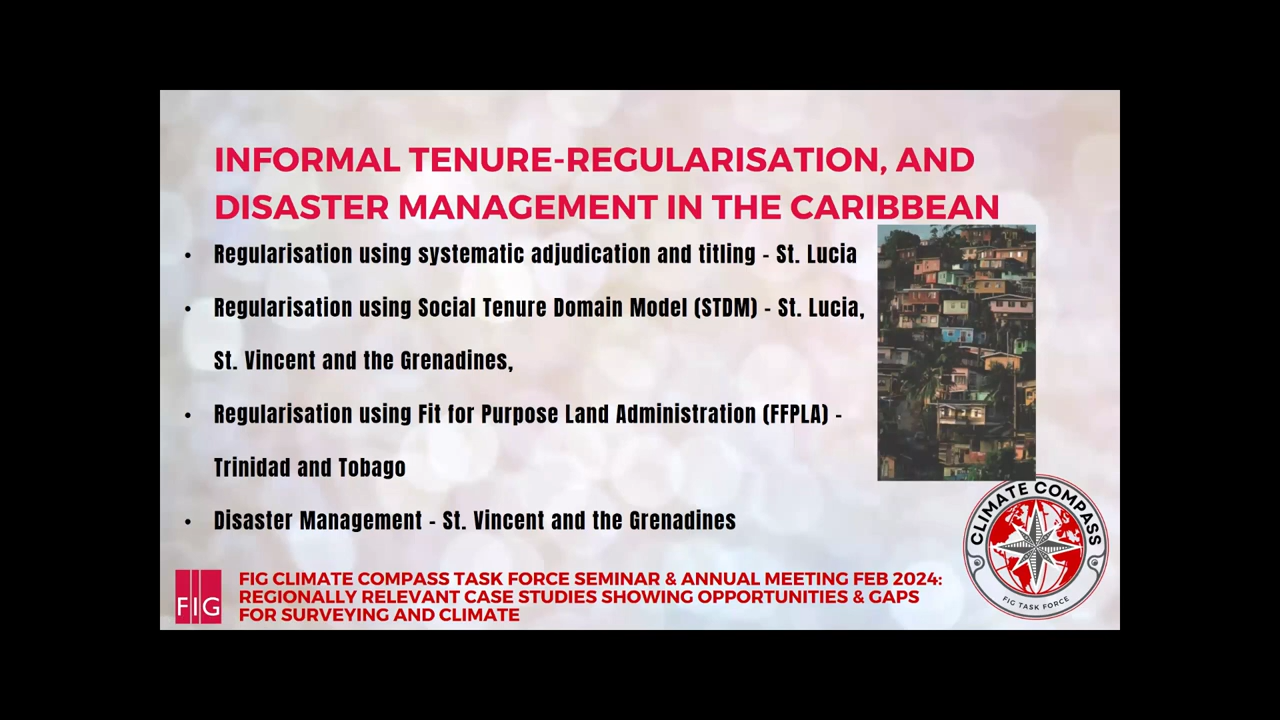 INFORMAL TENURE-REGULARISATION, AND
DISASTER MANAGEMENT IN THE CARIBBEAN
• Regularisation using systematic adjudication and titling - St. Lucia
• Regularisation using Social Tenure Domain Model (STDM) - St. Lucia,
St. Vincent and the Grenadines,
• Regularisation using Fit for Purpose Land Administration (FFPLA) -
Trinidad and Tobago
• Disaster Management - St. Vincent and the Grenadines
CLIMATE COMPASS
FIG TASK FORCE
FIG
FIG CLIMATE COMPASS TASK FORCE SEMINAR & ANNUAL MEETING FEB 2024:
REGIONALLY RELEVANT CASE STUDIES SHOWING OPPORTUNITIES & GAPS
FOR SURVEYING AND CLIMATE